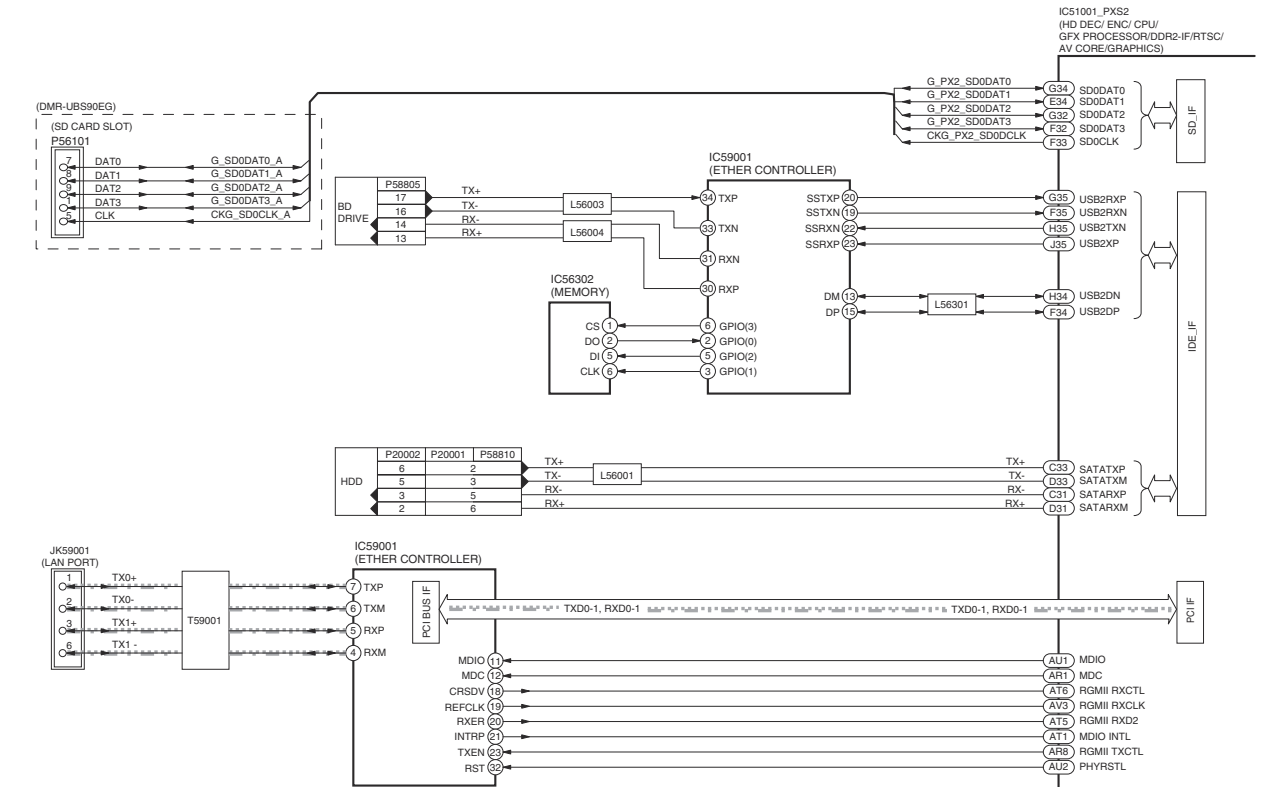 IC51001_PXS2
(HD DEC/ ENC/ CPU/
GFX PROCESSOR/DDR2-IF/RTSC/
AV CORE/GRAPHICS)
G_PX2_SD0DAT0
G34
SD0DAT0
G_PX2_SD0DAT1
E34
SD0DAT1
G_PX2_SD0DAT2
G32
SD0DAT2
G_PX2_SD0DAT3
F32
SD0DAT3
CKG_PX2_SD0DCLK
F33
SD0CLK
SD_IF
(DMR-UBS90EG)
(SD CARD SLOT)
P56101
7
DAT0
G_SD0DAT0_A
8
DAT1
G_SD0DAT1_A
9
DAT2
G_SD0DAT2_A
1
DAT3
G_SD0DAT3_A
5
CLK
CKG_SD0CLK_A
BD
DRIVE
P58805
17
TX+
16
TX-
14
RX-
13
RX+
L56003
L56004
IC59001
(ETHER CONTROLLER)
34
TXP
33
TXN
31
RXN
30
RXP
6
GPIO(3)
2
GPIO(0)
5
GPIO(2)
3
GPIO(1)
SSTXP
20
SSTXN
19
SSRXN
22
SSRXP
23
DM
13
DP
15
L56301
G35
USB2RXP
F35
USB2RXN
H35
USB2TXN
J35
USB2XP
H34
USB2DN
F34
USB2DP
IDE_IF
IC56302
(MEMORY)
CS
1
DO
2
DI
5
CLK
6
HDD
P20002
P20001
P58810
6
2
TX+
5
3
TX-
3
5
RX-
2
6
RX+
L56001
TX+
C33
SATATXP
TX-
D33
SATATXM
RX-
C31
SATARXP
RX+
D31
SATARXM
JK59001
(LAN PORT)
1
TX0+
2
TX0-
3
TX1+
6
TX1 -
T59001
IC59001
(ETHER CONTROLLER)
7
TXP
6
TXM
5
RXP
4
RXM
PCI BUS IF
TXD0-1, RXD0-1
TXD0-1, RXD0-1
PCI IF
MDIO
11
AU1
MDIO
MDC
12
AR1
MDC
CRSDV
18
AT6
RGMII RXCTL
REFCLK
19
AV3
RGMII RXCLK
RXER
20
AT5
RGMII RXD2
INTRP
21
AT1
MDIO INTL
TXEN
23
AR8
RGMII TXCTL
RST
32
AU2
PHYRSTL